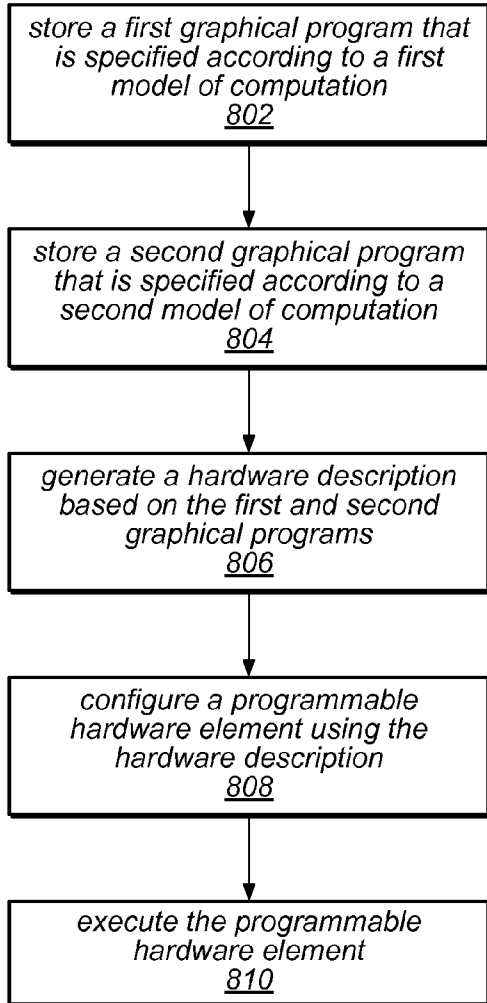 store a first graphical program that
is specified according to a first
model of computation
802
store a second graphical program
that is specified according to a
second model of computation
804
generate a hardware description
based on the first and second
graphical programs
806
configure a programmable
hardware element using the
hardware description
808
execute the programmable
hardware element
810